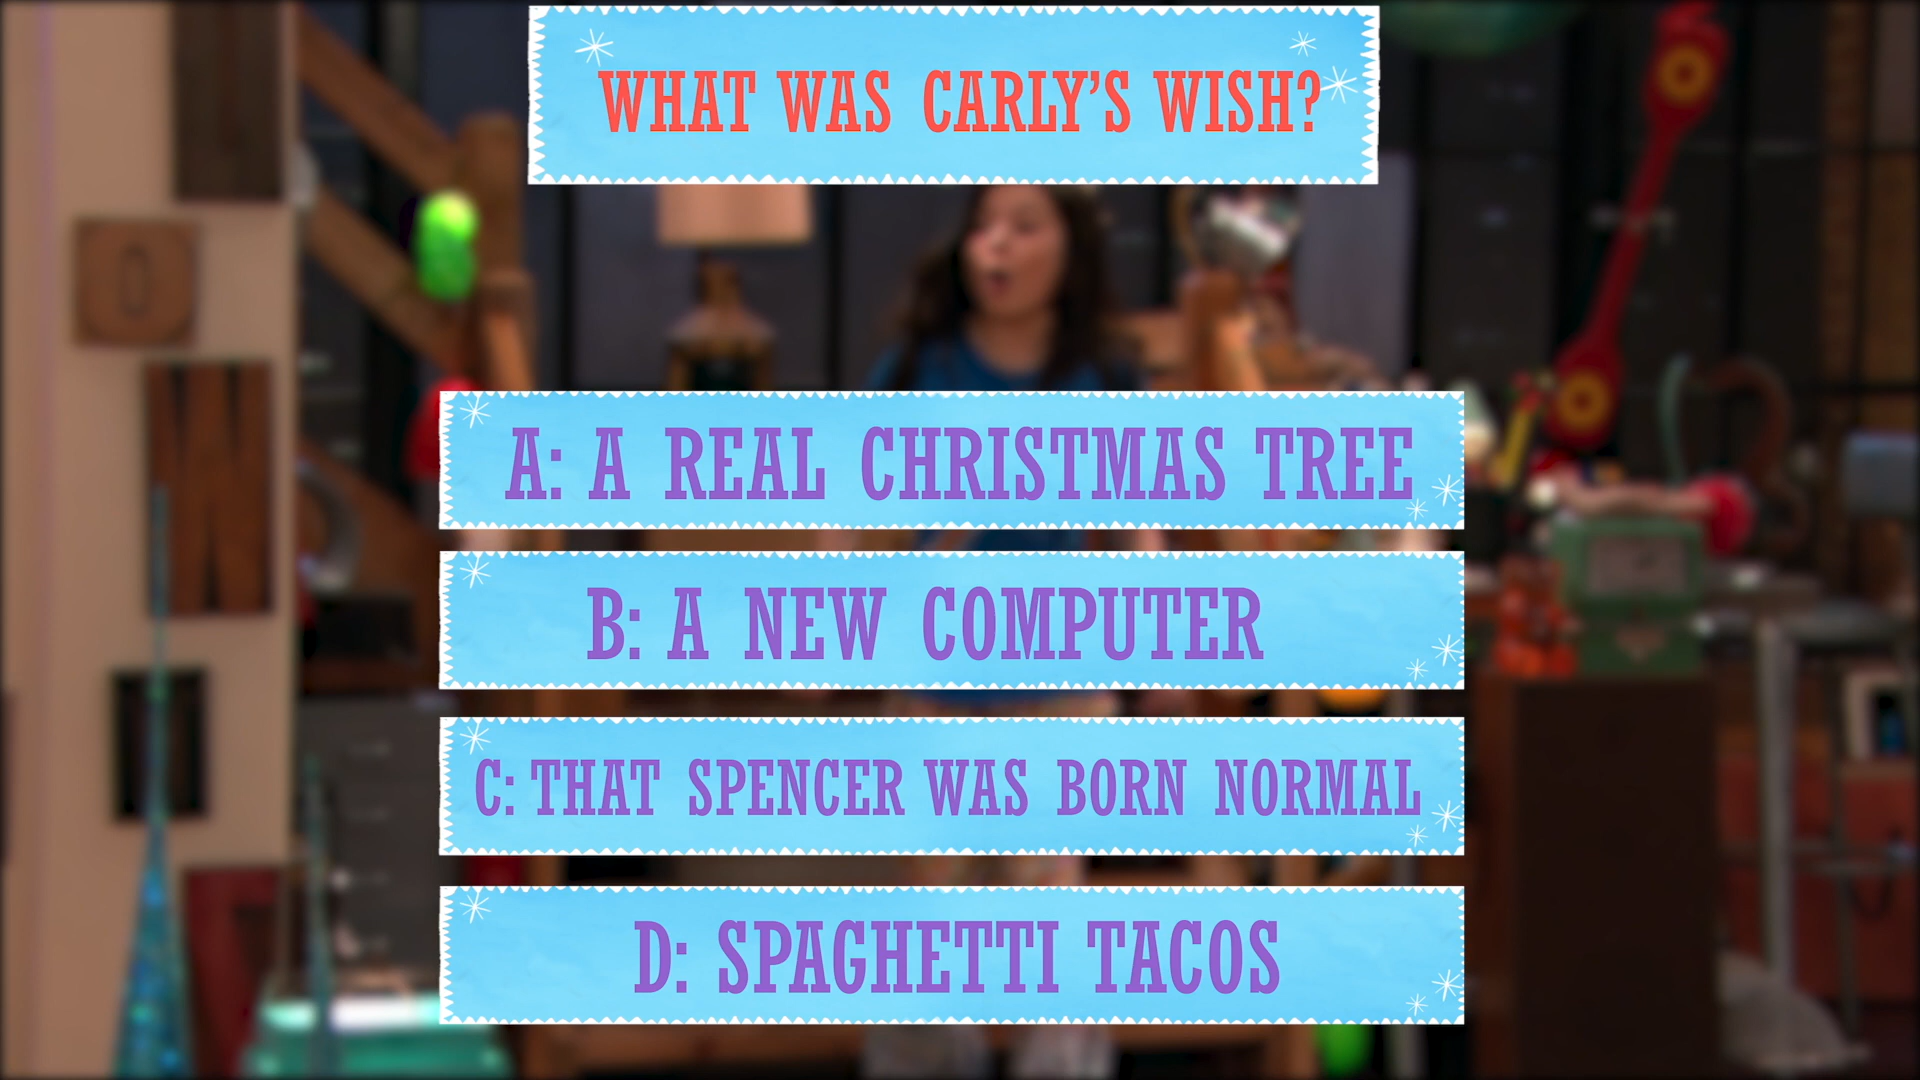 WHAT WAS CARLY'S WISH?
A: A REAL CHRISTMAS TREE
B: A NEW COMPUTER
C: THAT SPENCER WAS BORN NORMAL
D: SPAGHETTI TACOS
O
W